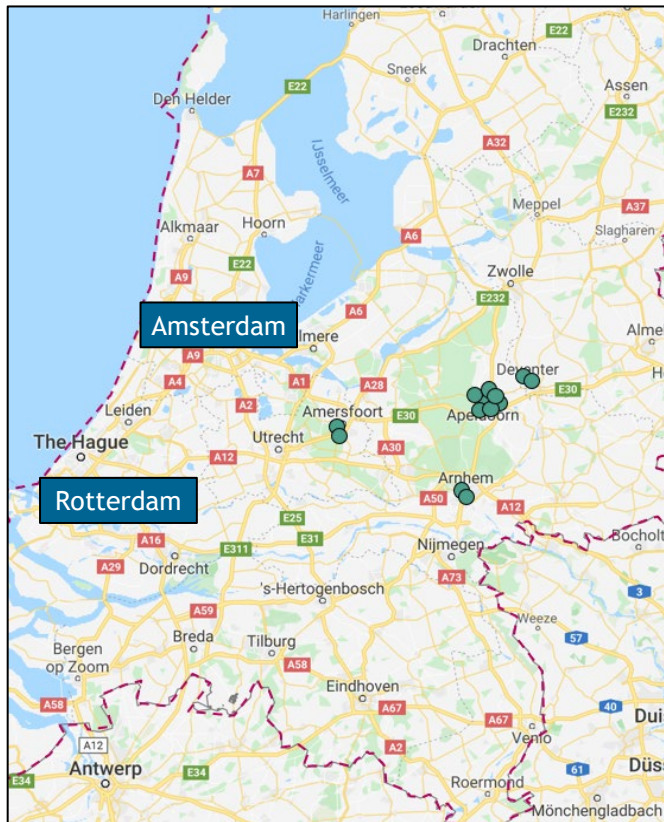 Harlingen
E22
Drachten
E22
Sneek
Assen
Den Helder
E22
E232
A7
IJsselmeer
A32
Meppel
A37
Alkmaar
Hoorn
A6
Slagharen
E22
A9
arkermeer
Zwolle
A6
E232
Amsterdam
lmere
Alme
A9
A4
A1
A28
Deventer
E30
Leiden
A2
Amersfoort
E30
Apeldoorn
The Hague
Utrecht
A12
A30
Arnhem
Rotterdam
A50
A12
E25
A16
E311
E31
Nijmegen
Bocholt
A29
Dordrecht
A73
3
's-Hertogenbosch
A59
Weeze
57
Breda
Tilburg
Bergen
op Zoom
A58
Eindhoven
A58
A67
A67
40
Dui
A12
A2
Venlo
E34
Antwerp
E34
61
Düss
Roermond
Mönchengladbach